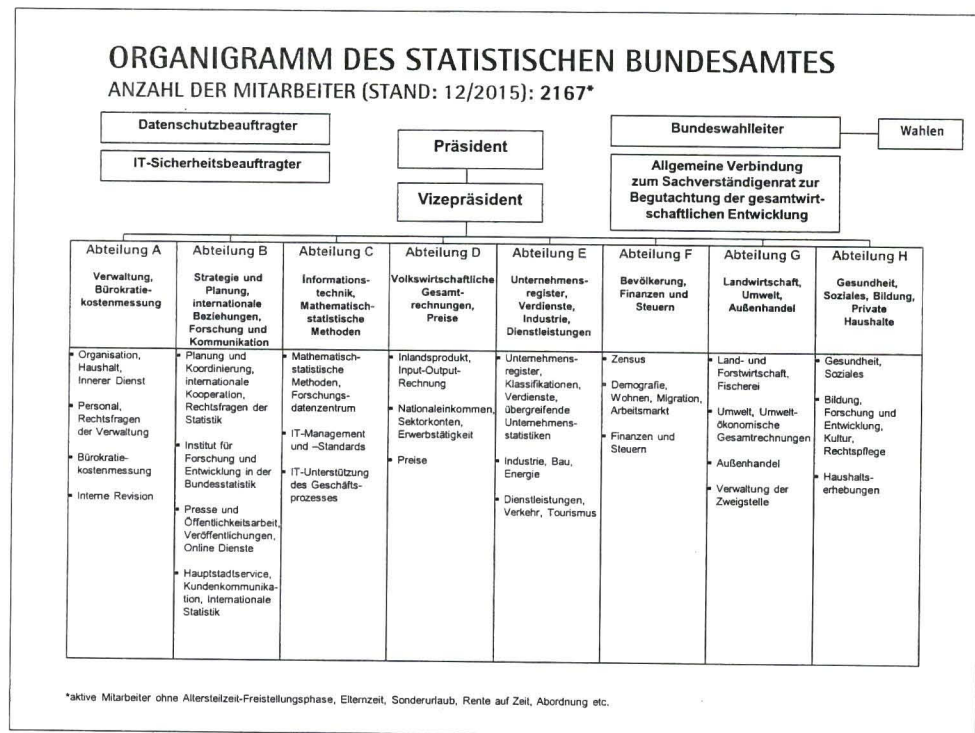 ORGANIGRAMM DES STATISTISCHEN BUNDESAMTES
ANZAHL DER MITARBEITER (STAND: 12/2015): 2167*
Datenschutzbeauftragter
IT-Sicherheitsbeauftragter
Präsident
Vizepräsident
Bundeswahlleiter
Wahlen
Allgemeine Verbindung
zum Sachverständigenrat zur
Begutachtung der gesamtwirt-
schaftlichen Entwicklung
Abteilung A
Verwaltung,
Bürokratie-
kostenmessung
▪ Organisation,
Haushalt,
Innerer Dienst
▪ Personal,
Rechtsfragen
der Verwaltung
▪ Bürokratie-
kostenmessung
▪ Interne Revision
Abteilung B
Strategie und
Planung,
internationale
Beziehungen,
Forschung und
Kommunikation
▪ Planung und
Koordinierung,
internationale
Kooperation,
Rechtsfragen der
Statistik
▪ Institut für
Forschung und
Entwicklung in der
Bundesstatistik
▪ Presse und
Öffentlichkeitsarbeit,
Veröffentlichungen,
Online Dienste
▪ Hauptstadtservice,
Kundenkommunika-
tion, Internationale
Statistik
Abteilung C
Informations-
technik,
Mathematisch-
statistische
Methoden
▪ Mathematisch-
statistische
Methoden,
Forschungs-
datenzentrum
▪ IT-Management
und –Standards
▪ IT-Unterstützung
des Geschäfts-
prozesses
Abteilung D
Volkswirtschaftliche
Gesamt-
rechnungen,
Preise
▪ Inlandsprodukt,
Input-Output-
Rechnung
▪ Nationaleinkommen,
Sektorkonten,
Erwerbstätigkeit
▪ Preise
Abteilung E
Unternehmens-
register,
Verdienste,
Industrie,
Dienstleistungen
▪ Unternehmens-
register,
Klassifikationen,
Verdienste,
übergreifende
Unternehmens-
statistiken
▪ Industrie, Bau,
Energie
▪ Dienstleistungen,
Verkehr, Tourismus
Abteilung F
Bevölkerung,
Finanzen und
Steuern
▪ Zensus
▪ Demografie,
Wohnen, Migration,
Arbeitsmarkt
▪ Finanzen und
Steuern
Abteilung G
Landwirtschaft,
Umwelt,
Außenhandel
▪ Land- und
Forstwirtschaft,
Fischerei
▪ Umwelt, Umwelt-
ökonomische
Gesamtrechnungen
▪ Außenhandel
▪ Verwaltung der
Zweigstelle
Abteilung H
Gesundheit,
Soziales, Bildung,
Private
Haushalte
▪ Gesundheit,
Soziales
▪ Bildung,
Forschung und
Entwicklung,
Kultur,
Rechtspflege
▪ Haushalts-
erhebungen
*aktive Mitarbeiter ohne Altersteilzeit-Freistellungsphase, Elternzeit, Sonderurlaub, Rente auf Zeit, Abordnung etc.